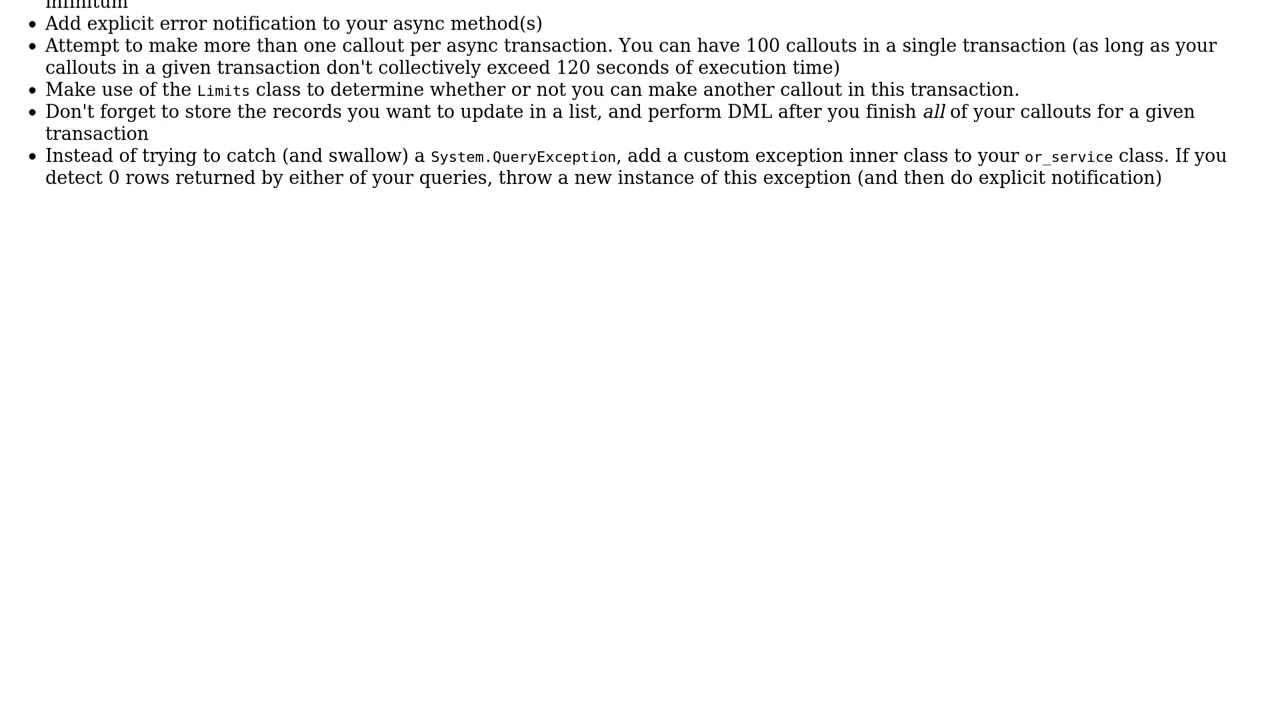 infinitum
Add explicit error notification to your async method(s)
Attempt to make more than one callout per async transaction. You can have 100 callouts in a single transaction (as long as your
callouts in a given transaction don't collectively exceed 120 seconds of execution time)
Make use of the Limits class to determine whether or not you can make another callout in this transaction.
Don't forget to store the records you want to update in a list, and perform DML after you finish all of your callouts for a given
transaction
Instead of trying to catch (and swallow) a System.QueryException, add a custom exception inner class to your or_service class. If you
detect 0 rows returned by either of your queries, throw a new instance of this exception (and then do explicit notification)